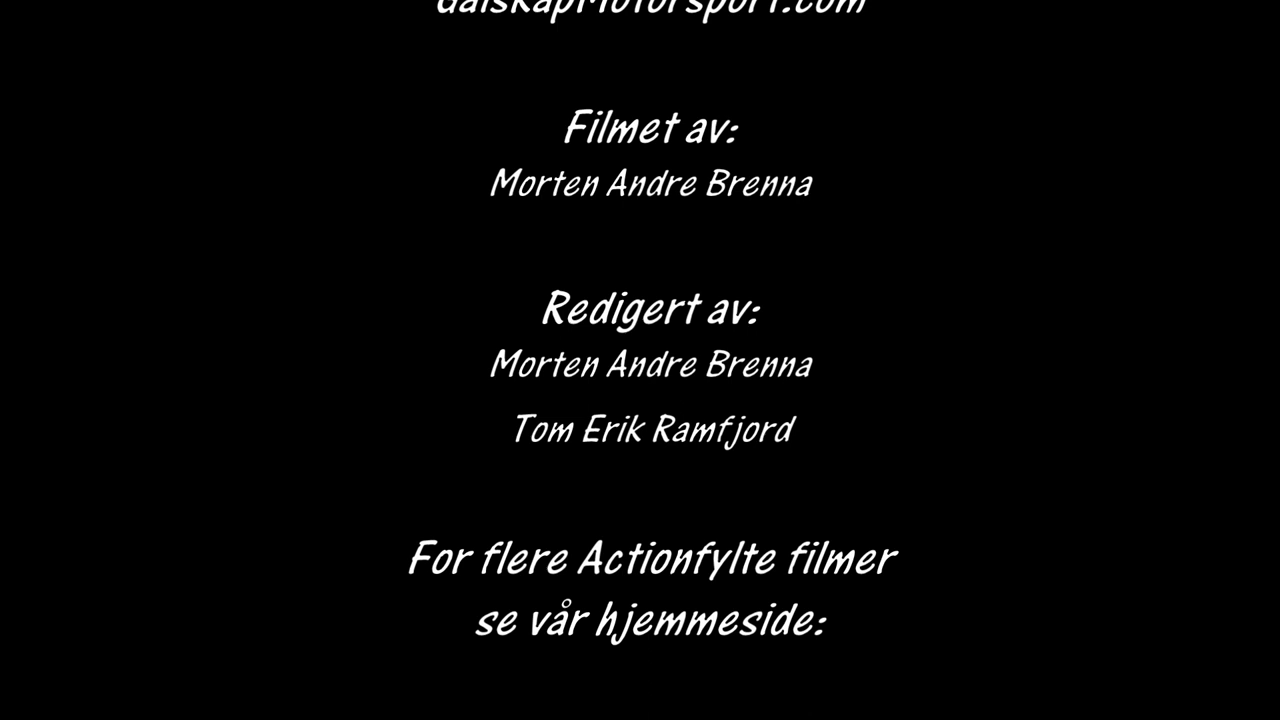 Filmet av:
Morten Andre Brenna
Redigert av:
Morten Andre Brenna
Tom Erik Ramfjord
For flere Actionfylte filmer
se vår hjemmeside: